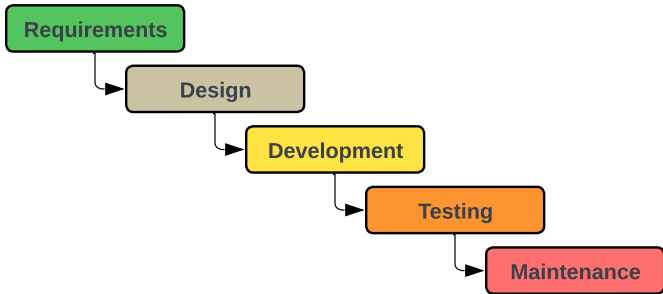 Requirements
Design
Development
Testing
Maintenance